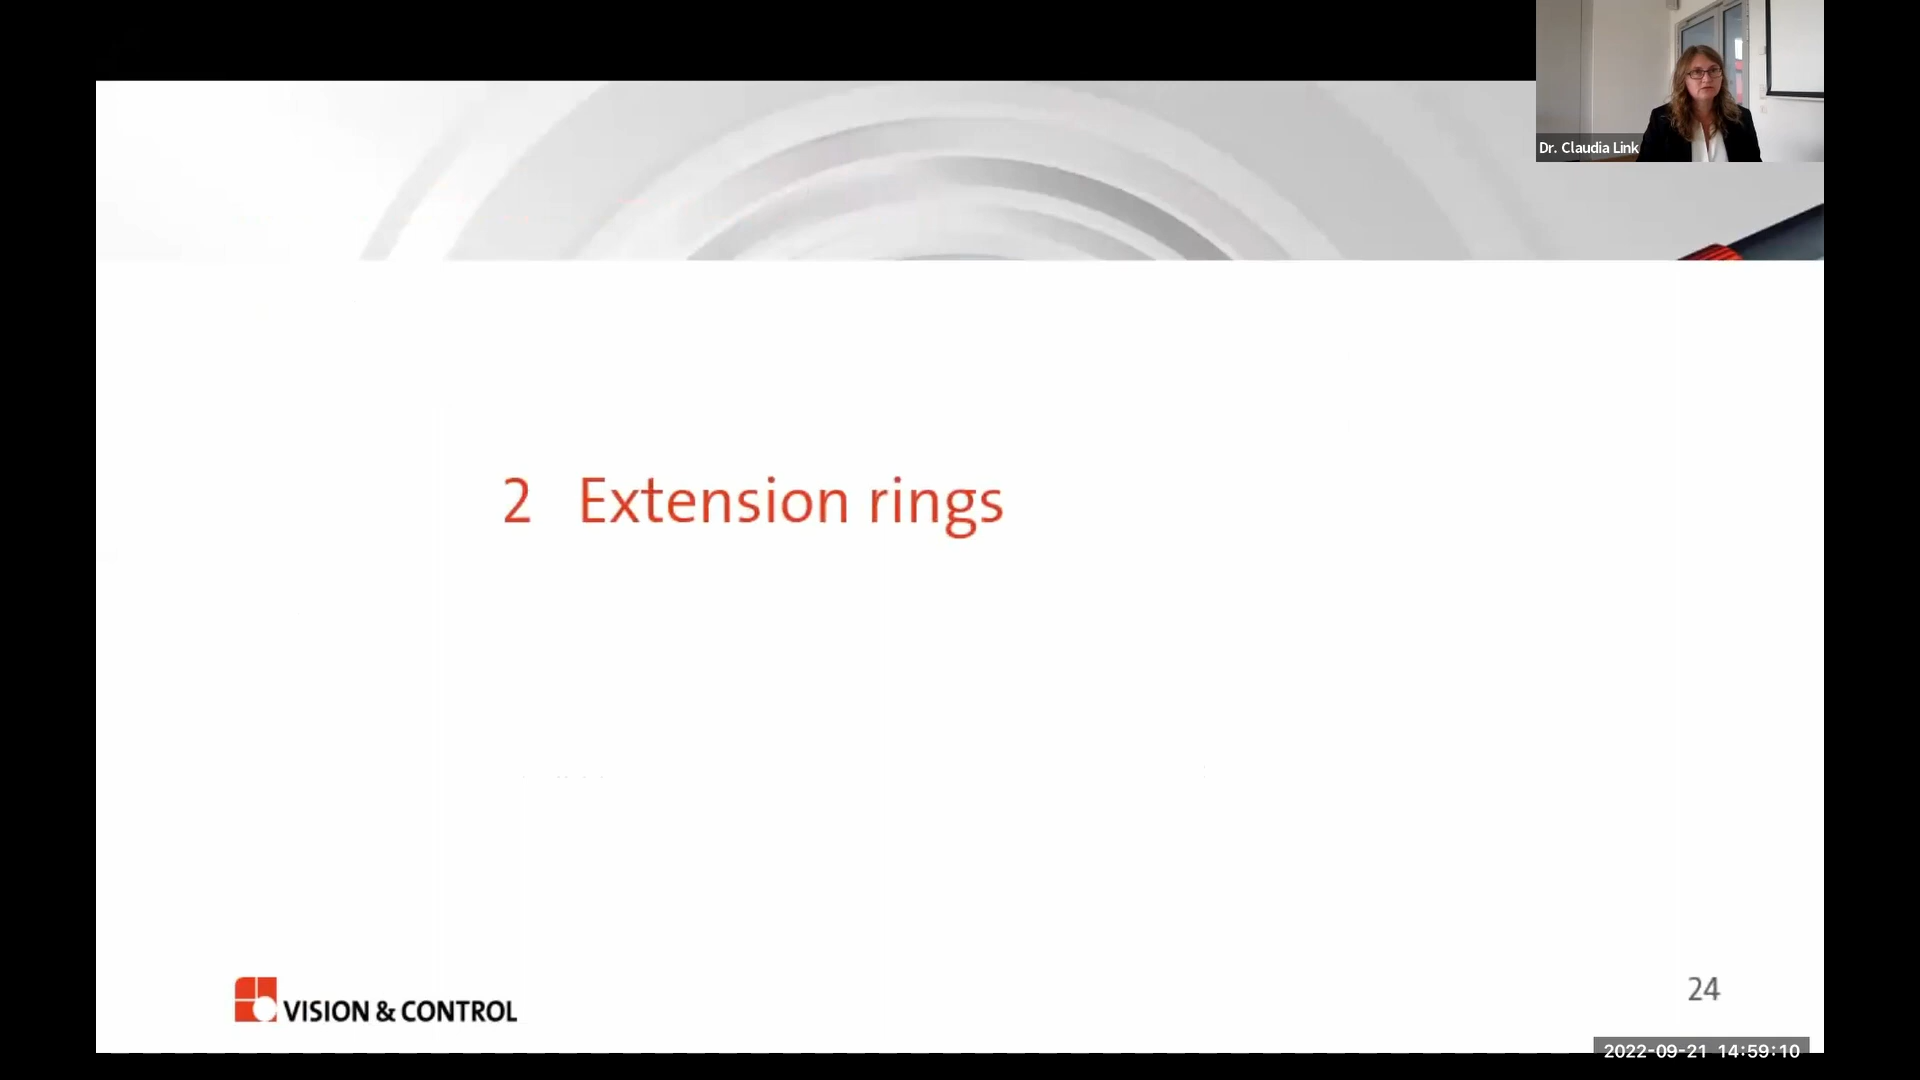 Dr. Claudia Link
2 Extension rings
VISION & CONTROL
24
2022-09-21 14:59:10